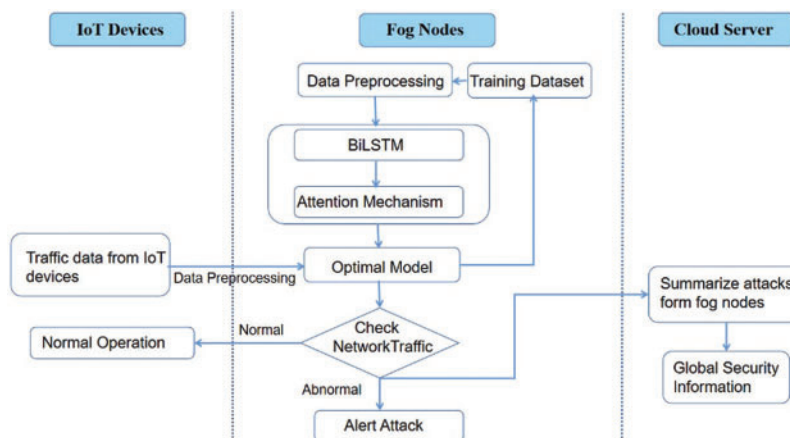 IoT Devices
Fog Nodes
Cloud Server
Data Preprocessing
Training Dataset
BiLSTM
Attention Mechanism
Traffic data from IoT
devices
Data Preprocessing
Optimal Model
Summarize attacks
form fog nodes
Normal Operation
Normal
Check
NetworkTraffic
Global Security
Information
Abnormal
Alert Attack